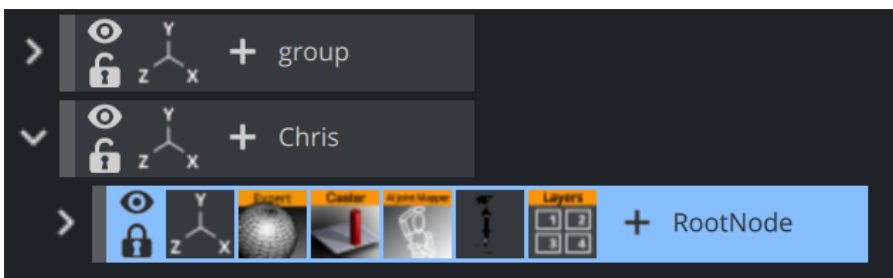 Y
Z X + group
Y
Z X + Chris
Y Expert Caster AI Joint Mapper Layers
Z X 1 2 + RootNode
3 4